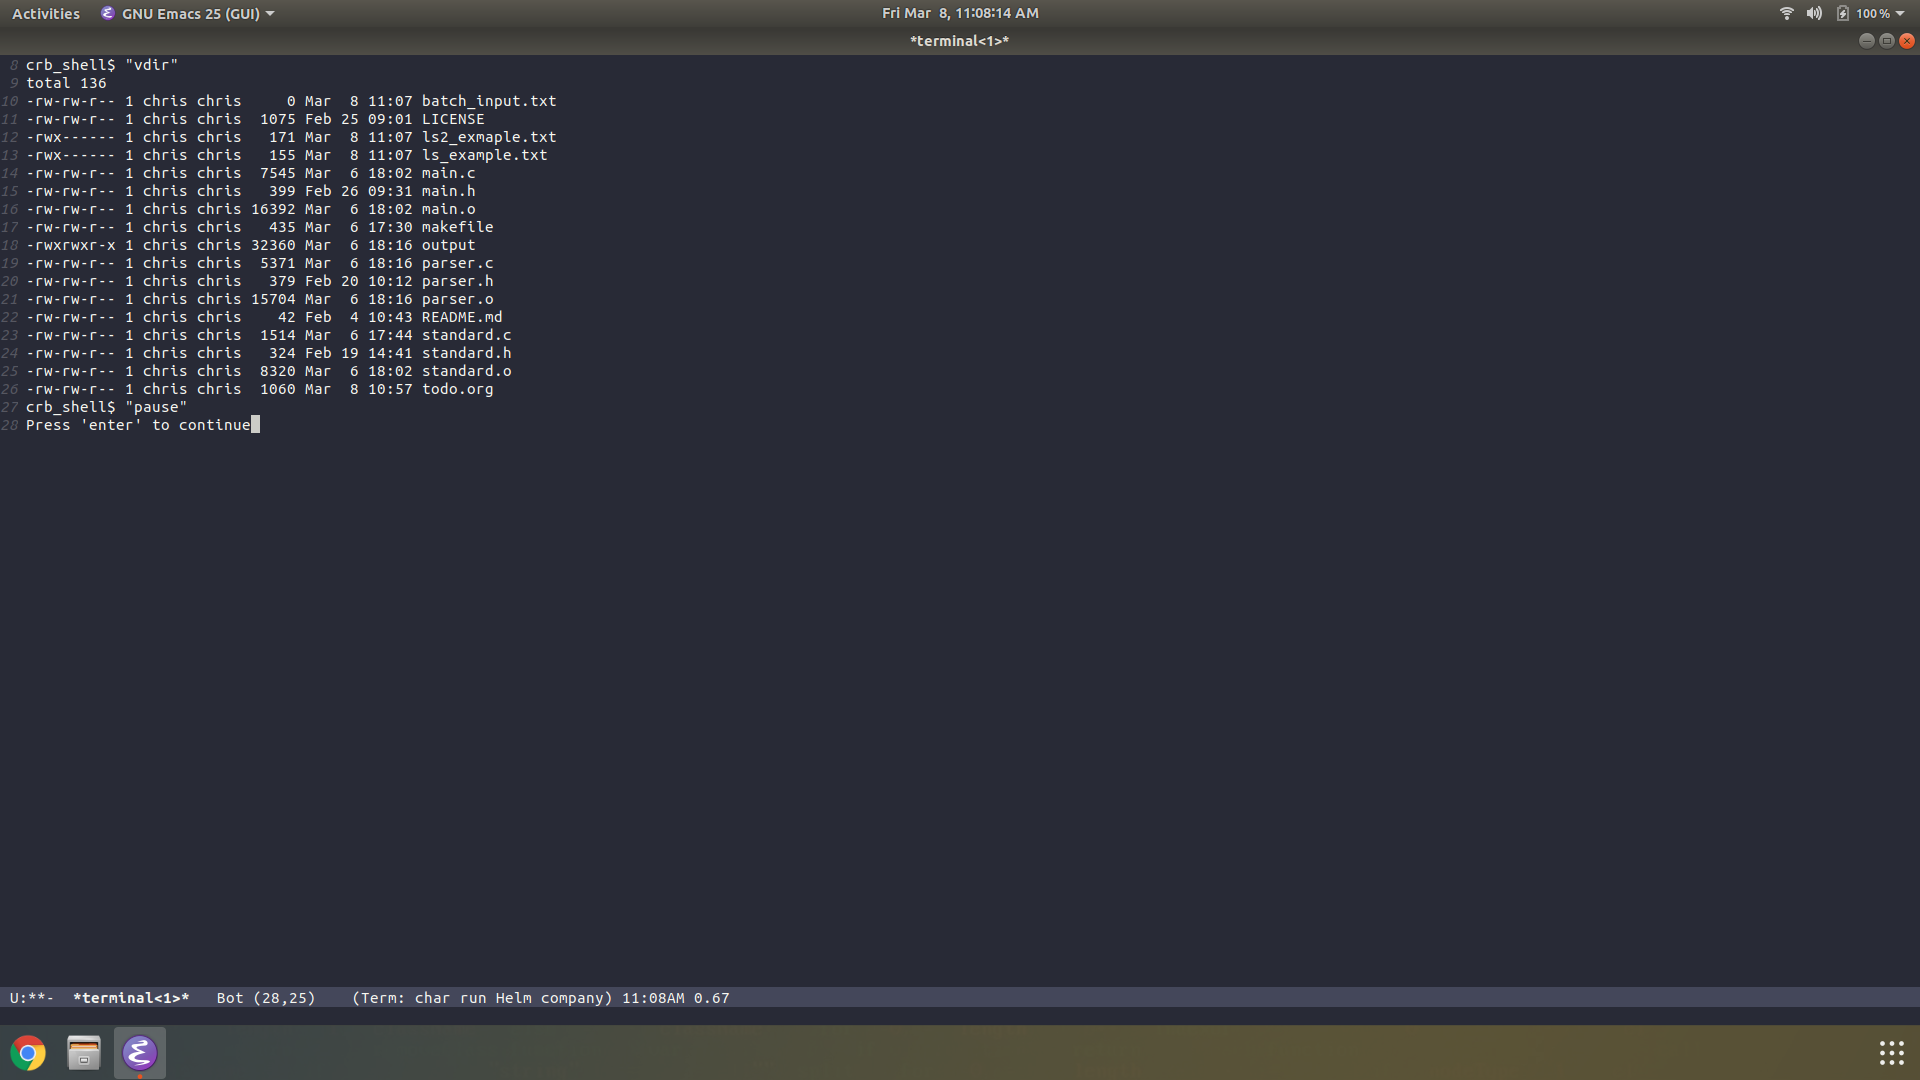 Activities GNU Emacs 25 (GUI) Fri Mar  8, 11:08:14 AM 100 %
*terminal<1>*
8 crb_shell$ "vdir"
9 total 136
10 -rw-rw-r-- 1 chris chris     0 Mar  8 11:07 batch_input.txt
11 -rw-rw-r-- 1 chris chris  1075 Feb 25 09:01 LICENSE
12 -rwx------ 1 chris chris   171 Mar  8 11:07 ls2_exmaple.txt
13 -rwx------ 1 chris chris   155 Mar  8 11:07 ls_example.txt
14 -rw-rw-r-- 1 chris chris  7545 Mar  6 18:02 main.c
15 -rw-rw-r-- 1 chris chris   399 Feb 26 09:31 main.h
16 -rw-rw-r-- 1 chris chris 16392 Mar  6 18:02 main.o
17 -rw-rw-r-- 1 chris chris   435 Mar  6 17:30 makefile
18 -rwxrwxr-x 1 chris chris 32360 Mar  6 18:16 output
19 -rw-rw-r-- 1 chris chris  5371 Mar  6 18:16 parser.c
20 -rw-rw-r-- 1 chris chris   379 Feb 20 10:12 parser.h
21 -rw-rw-r-- 1 chris chris 15704 Mar  6 18:16 parser.o
22 -rw-rw-r-- 1 chris chris    42 Feb  4 10:43 README.md
23 -rw-rw-r-- 1 chris chris  1514 Mar  6 17:44 standard.c
24 -rw-rw-r-- 1 chris chris   324 Feb 19 14:41 standard.h
25 -rw-rw-r-- 1 chris chris  8320 Mar  6 18:02 standard.o
26 -rw-rw-r-- 1 chris chris  1060 Mar  8 10:57 todo.org
27 crb_shell$ "pause"
28 Press 'enter' to continue
U:**-  *terminal<1>*   Bot (28,25)    (Term: char run Helm company) 11:08AM 0.67